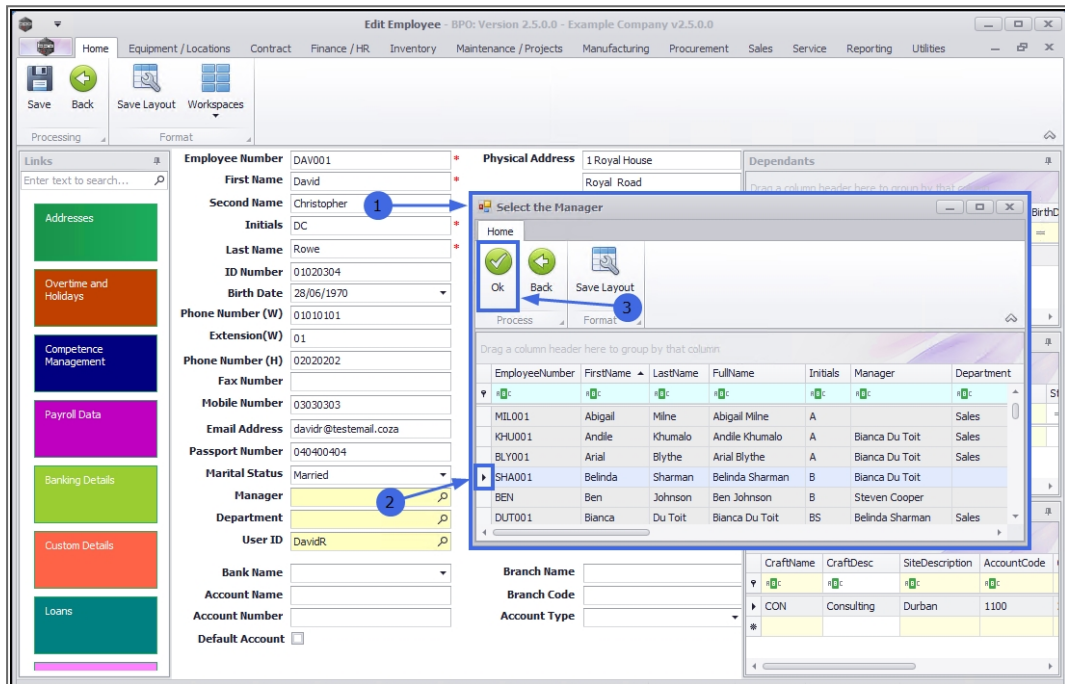 Edit Employee - BPO: Version 2.5.0.0 - Example Company v2.5.0.0
Home Equipment / Locations Contract Finance / HR Inventory Maintenance / Projects Manufacturing Procurement Sales Service Reporting Utilities
Save Back Save Layout Workspaces
Processing Format
Links
Enter text to search...
Addresses
Overtime and
Holidays
Competence
Management
Payroll Data
Banking Details
Custom Details
Loans
Employee Number DAV001 *
First Name David *
Second Name Christopher
Initials DC *
Last Name Rowe *
ID Number 01020304
Birth Date 28/06/1970
Phone Number (W) 01010101
Extension(W) 01
Phone Number (H) 02020202
Fax Number
Mobile Number 03030303
Email Address davidr@testemail.coza
Passport Number 040400404
Marital Status Married
Manager
Department
User ID DavidR
Bank Name
Account Name
Account Number
Default Account
Physical Address 1 Royal House
Royal Road
Branch Name
Branch Code
Account Type
Dependants
Drag a column header here to group by that
BirthD
=
1
Select the Manager
Home
Ok Back Save Layout
3
Process Format
Drag a column header here to group by that column
EmployeeNumber FirstName LastName FullName Initials Manager Department
MIL001 Abigail Milne Abigail Milne A Sales
KHU001 Andile Khumalo Andile Khumalo A Bianca Du Toit Sales
BLY001 Arial Blythe Arial Blythe A Bianca Du Toit Sales
SHA001 Belinda Sharman Belinda Sharman B Bianca Du Toit
BEN Ben Johnson Ben Johnson B Steven Cooper
DUT001 Bianca Du Toit Bianca Du Toit BS Belinda Sharman Sales
2
St
CraftName CraftDesc SiteDescription AccountCode
CON Consulting Durban 1100